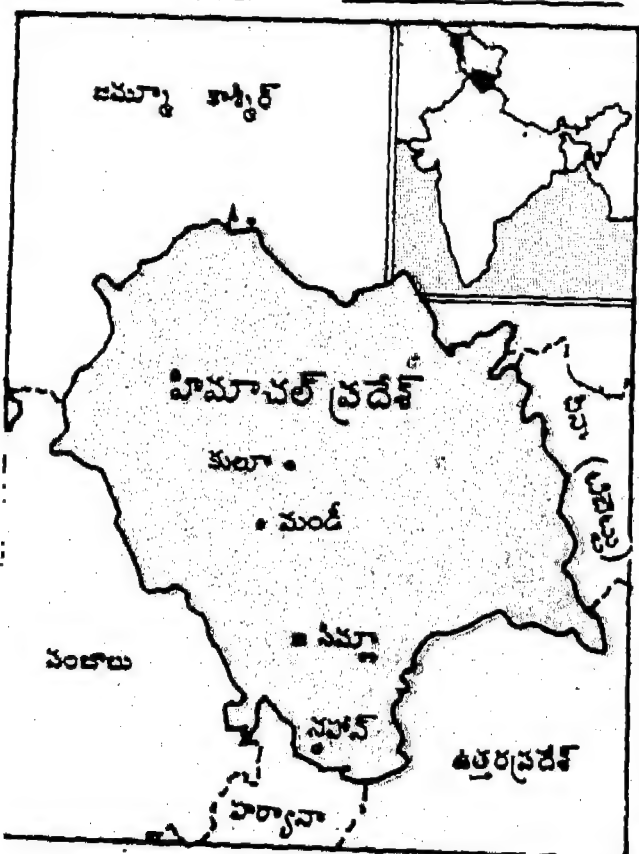 జమ్మూ కాశ్మీర్
హిమాచల్ ప్రదేశ్
కులూ
మండీ
సిమ్లా
నహాన్
పంజాబు
ఉత్తరప్రదేశ్
హర్యానా